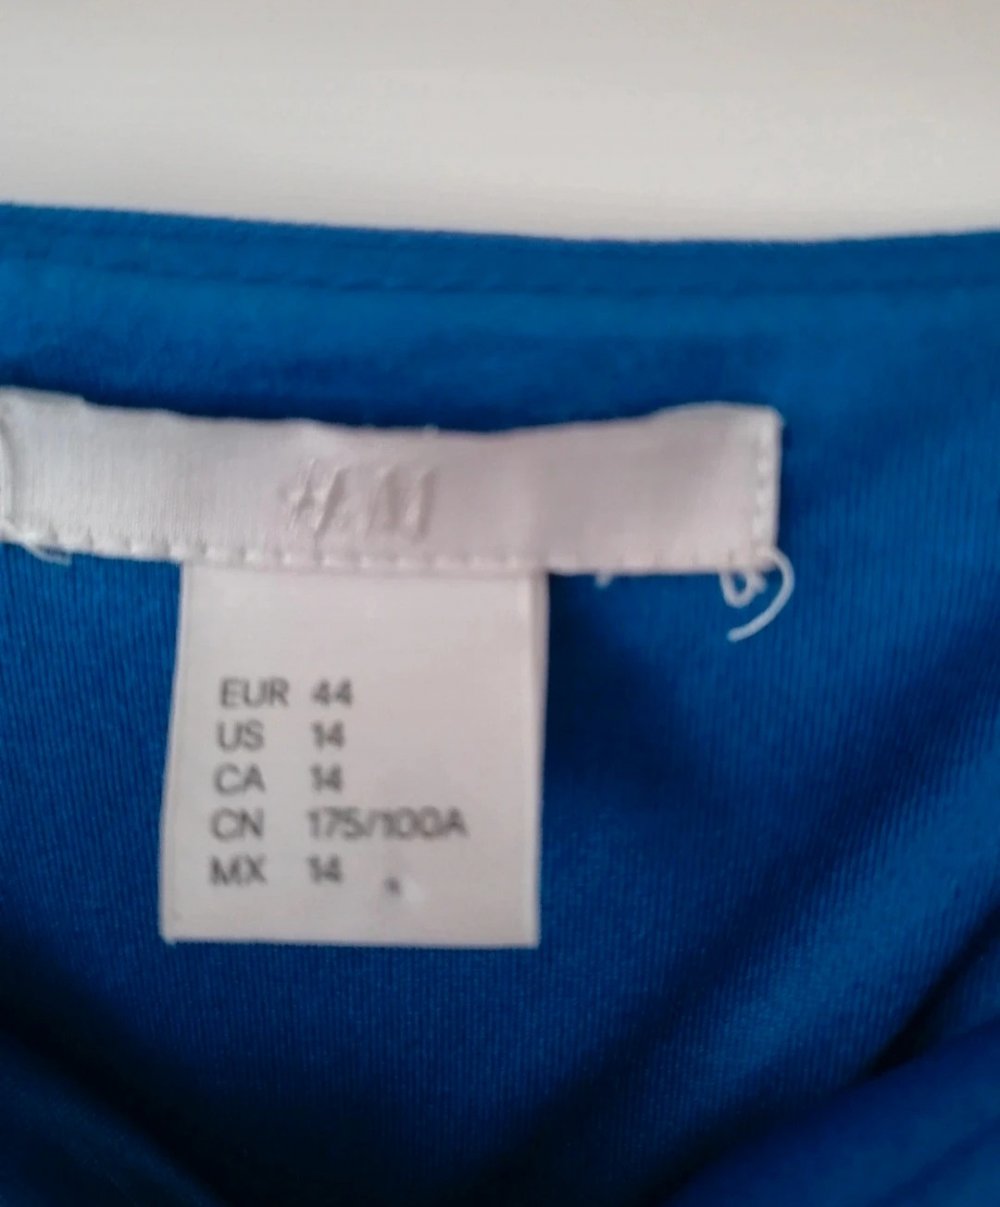 H&M
EUR 44
US 14
CA 14
CN 175/100A
MX 14